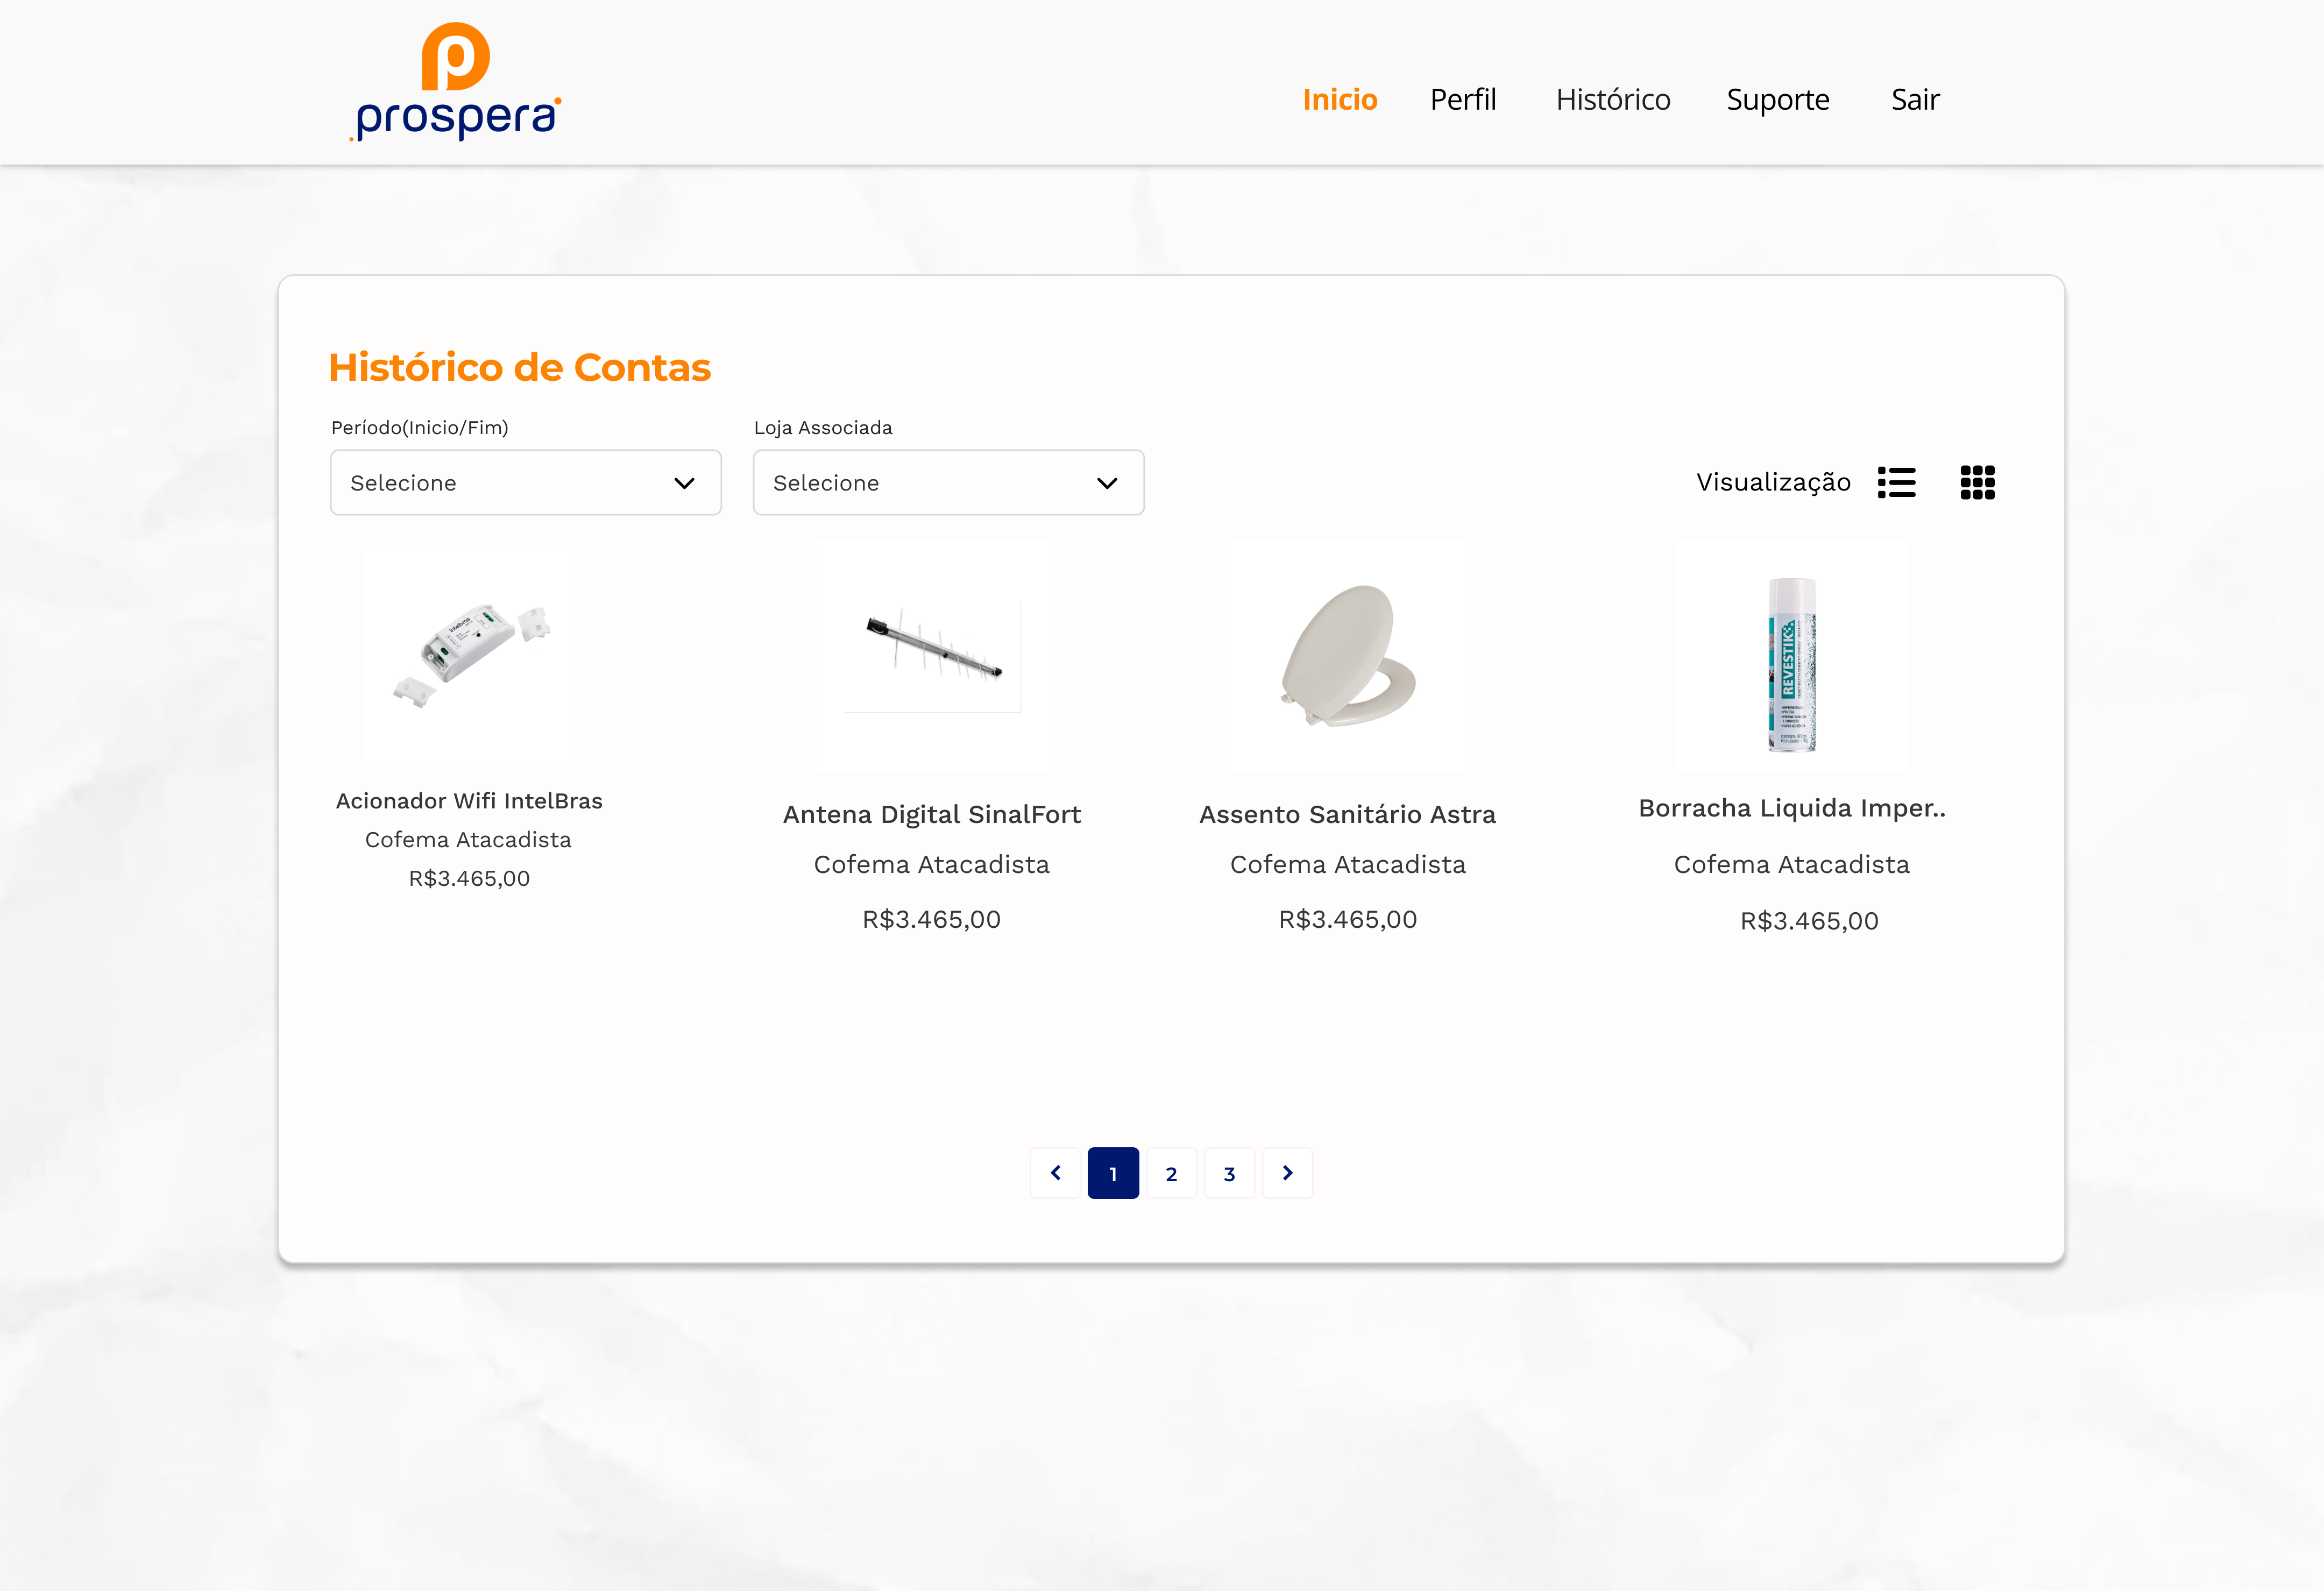 prospera
Inicio Perfil Histórico Suporte Sair
Histórico de Contas
Período(Inicio/Fim) Loja Associada
Selecione Selecione Visualização
intelbras
REVESTIK
Acionador Wifi IntelBras
Cofema Atacadista
R$3.465,00
Antena Digital SinalFort
Cofema Atacadista
R$3.465,00
Assento Sanitário Astra
Cofema Atacadista
R$3.465,00
Borracha Liquida Imper..
Cofema Atacadista
R$3.465,00
1 2 3